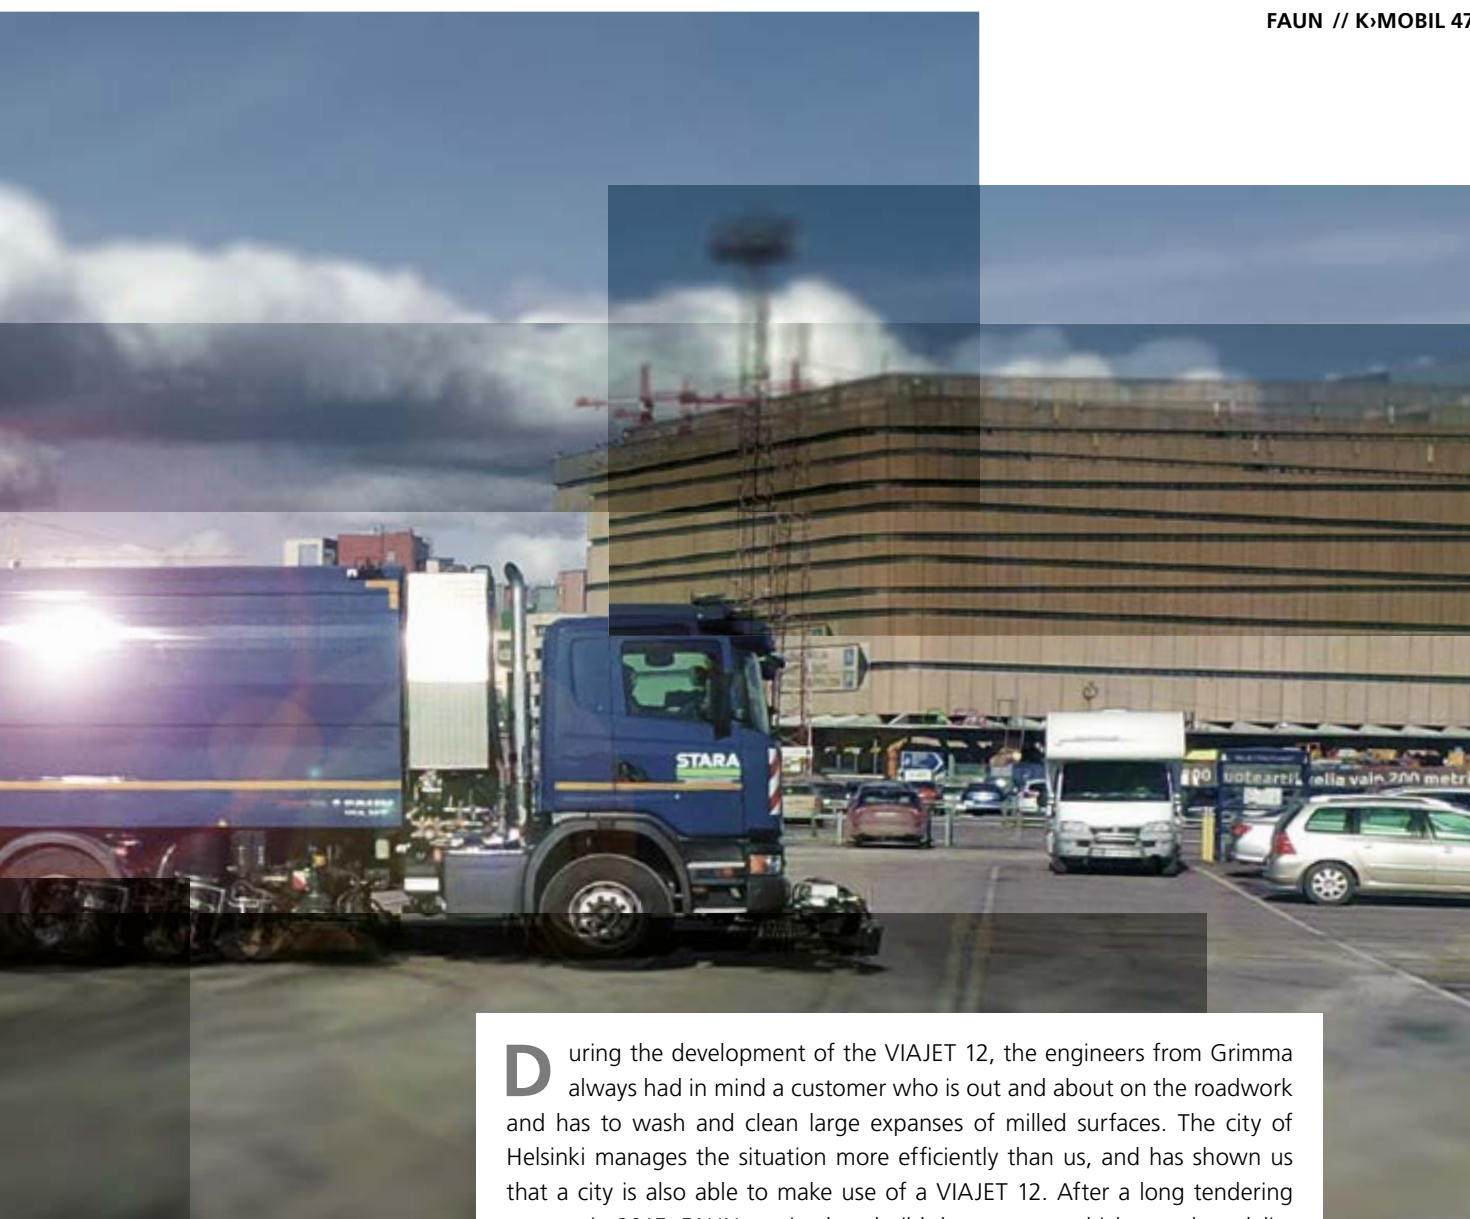 FAUN // K›MOBIL 47
STARA
200 metri
During the development of the VIAJET 12, the engineers from Grimma
always had in mind a customer who is out and about on the roadwork
and has to wash and clean large expanses of milled surfaces. The city of
Helsinki manages the situation more efficiently than us, and has shown us
that a city is also able to make use of a VIAJET 12. After a long tendering